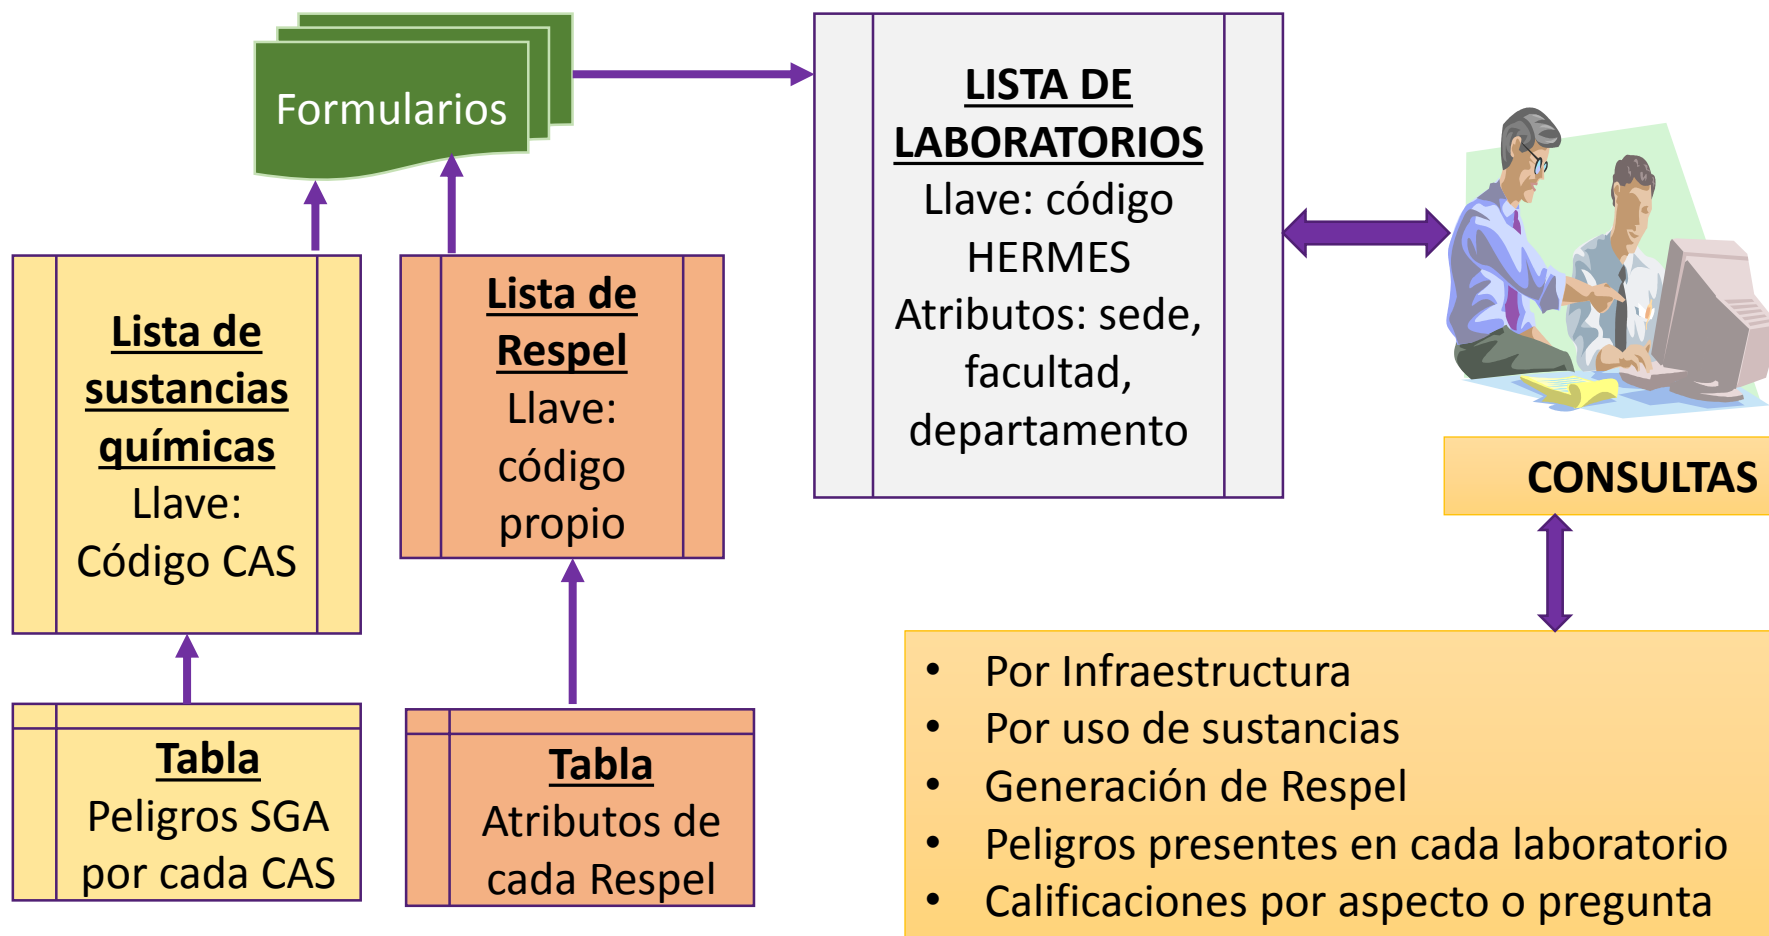 Formularios
LISTA DE
LABORATORIOS
Llave: código
HERMES
Atributos: sede,
facultad,
departamento
Lista de
sustancias
químicas
Llave:
Código CAS
Lista de
Respel
Llave:
código
propio
CONSULTAS
Tabla
Peligros SGA
por cada CAS
Tabla
Atributos de
cada Respel
• Por Infraestructura
• Por uso de sustancias
• Generación de Respel
• Peligros presentes en cada laboratorio
• Calificaciones por aspecto o pregunta